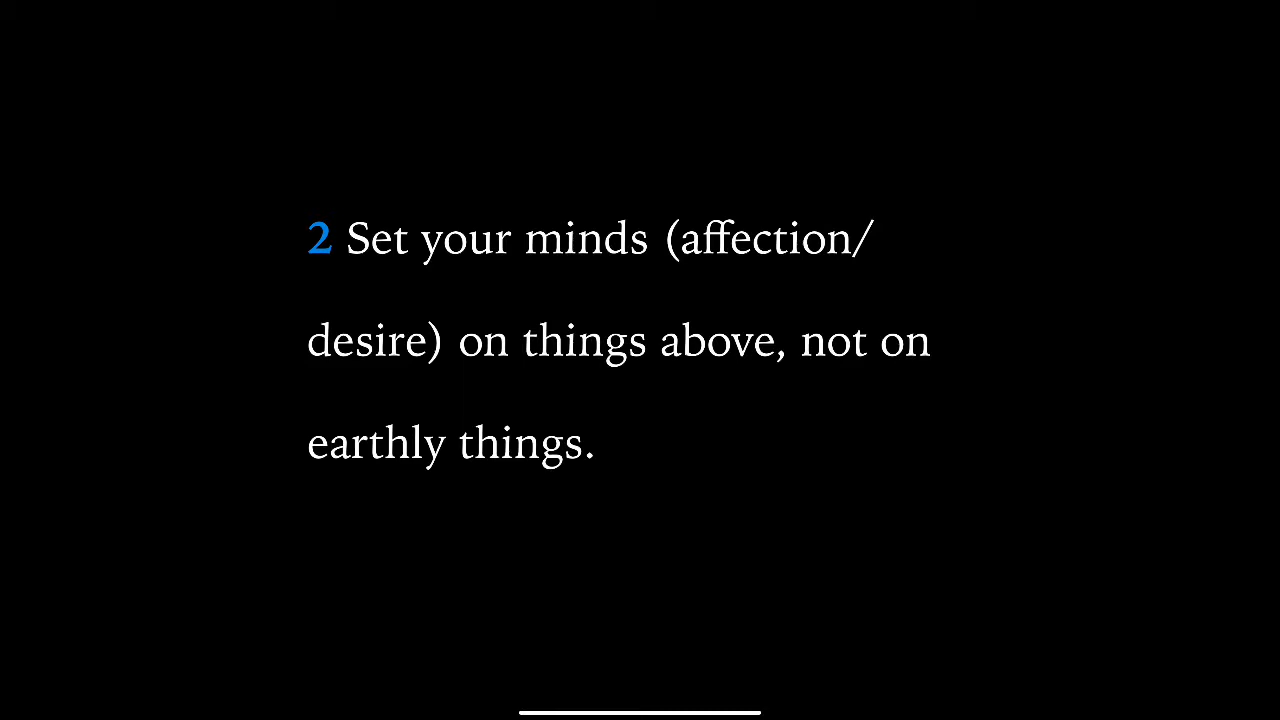 2 Set your minds (affection/
desire) on things above, not on
earthly things.